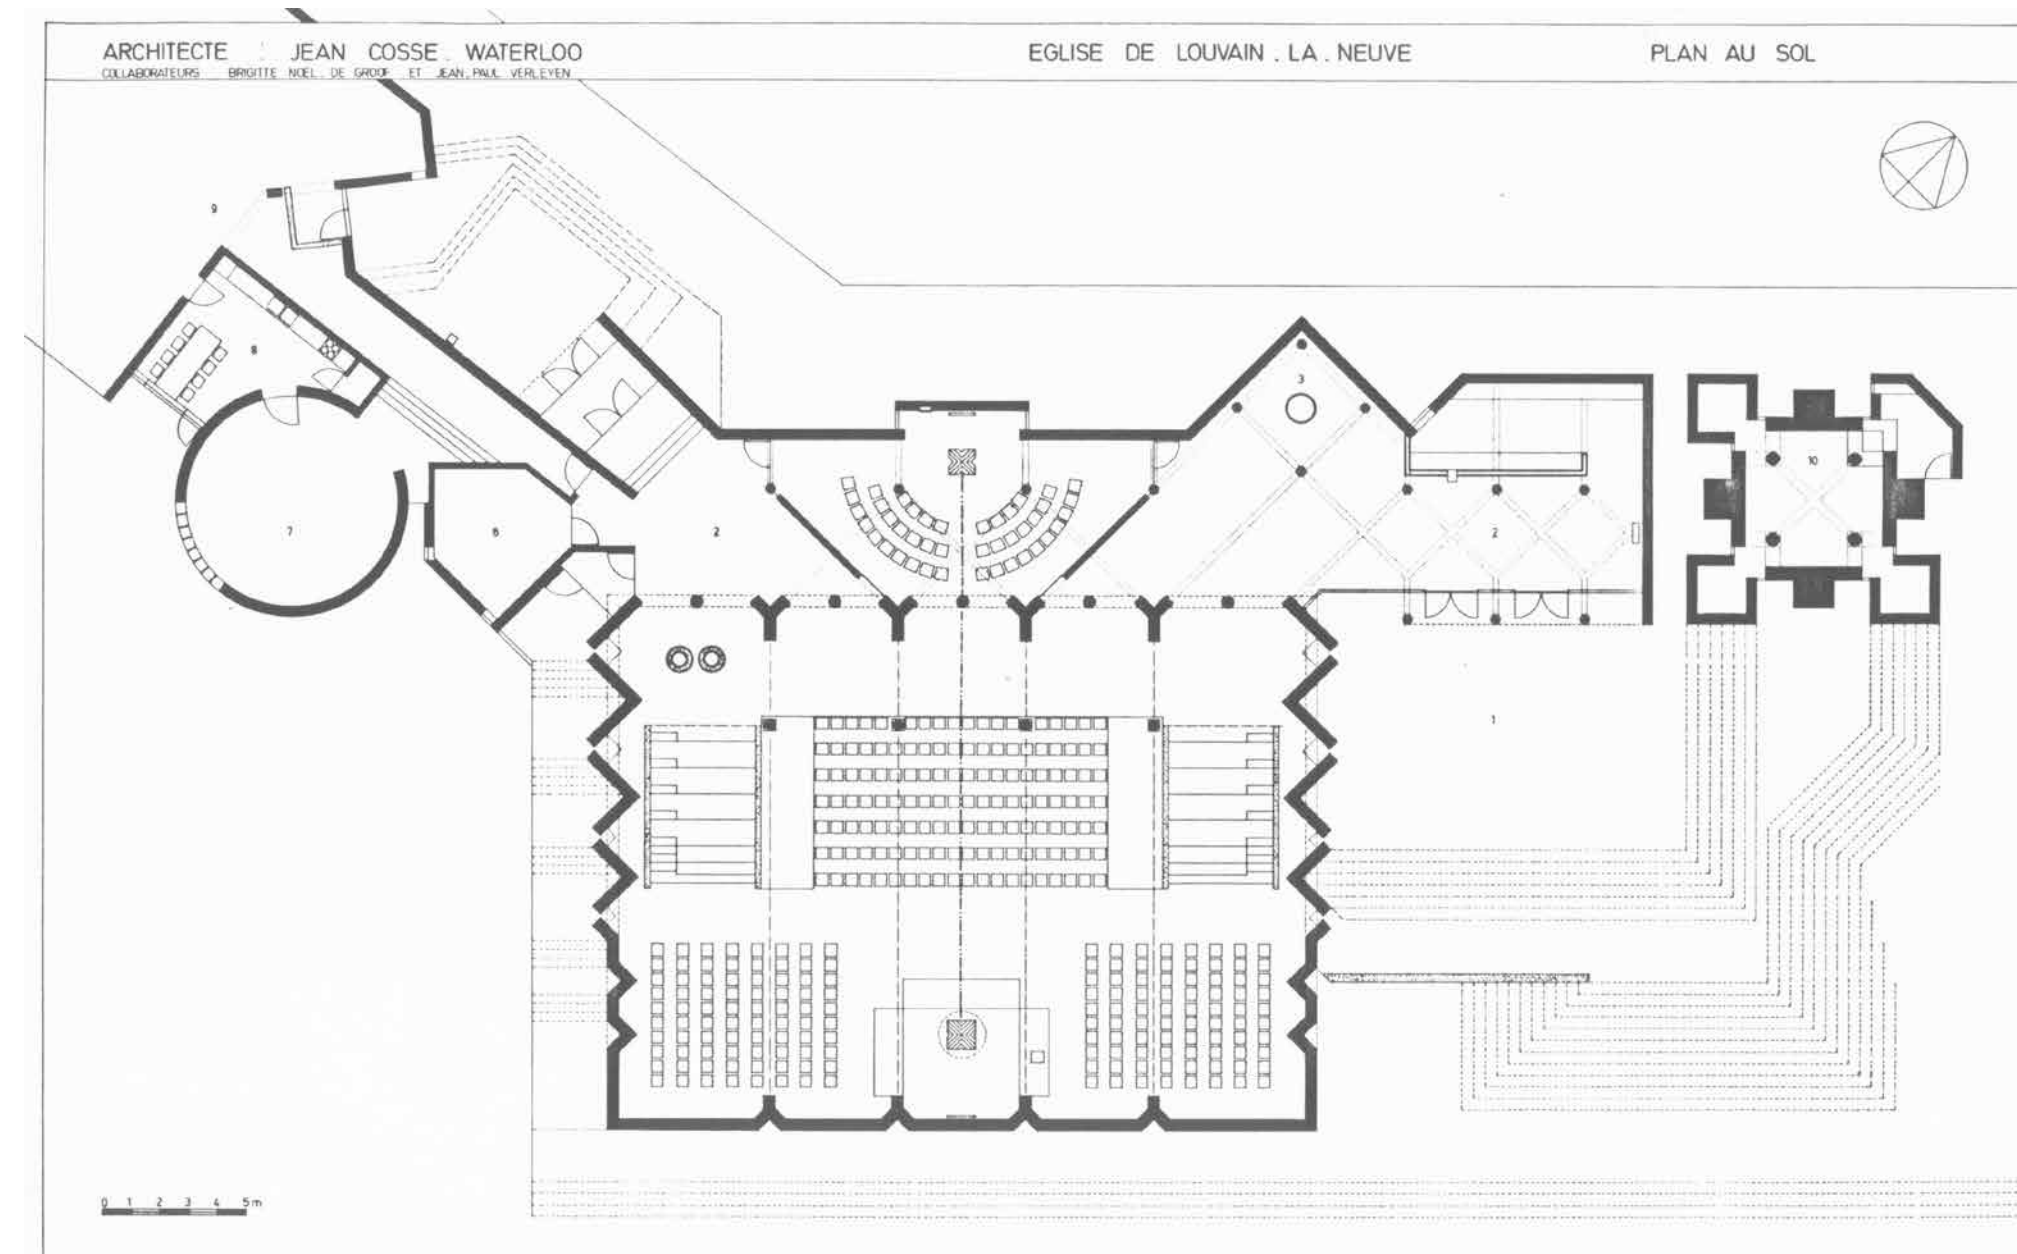 ARCHITECTE : JEAN COSSE _ WATERLOO
EGLISE DE LOUVAIN . LA . NEUVE
PLAN AU SOL
COLLABORATEURS BRIGITTE NOEL _ DE GROOF ET JEAN . PAUL VERLEYEN
9
8
3
10
7
6
2
2
1
0 1 2 3 4 5 m